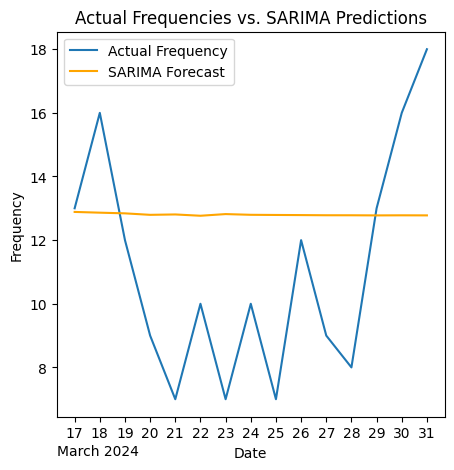 Actual Frequencies vs. SARIMA Predictions
Actual Frequency
SARIMA Forecast
Frequency
18
16
14
12
10
8
17 18 19 20 21 22 23 24 25 26 27 28 29 30 31
March 2024
Date